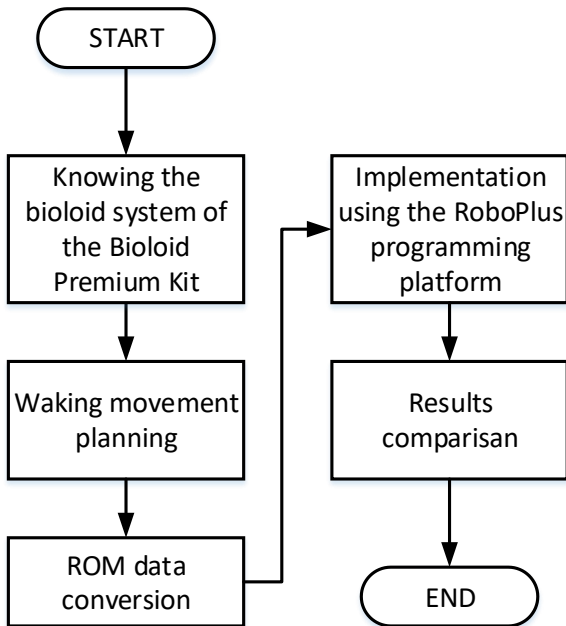 START
Knowing the
bioloid system of
the Bioloid
Premium Kit
Waking movement
planning
ROM data
conversion
Implementation
using the RoboPlus
programming
platform
Results
comparisan
END